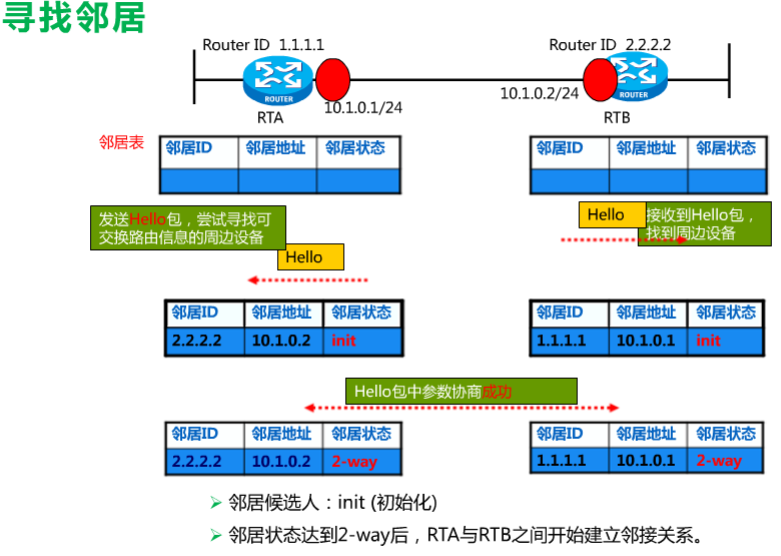 寻找邻居
Router ID 1.1.1.1
Router ID 2.2.2.2
ROUTER
ROUTER
10.1.0.1/24
10.1.0.2/24
RTA
RTB
邻居表
邻居ID 邻居地址 邻居状态
邻居ID 邻居地址 邻居状态
发送Hello包，尝试寻找可
交换路由信息的周边设备
Hello
Hello
接收到Hello包，
找到周边设备
邻居ID 邻居地址 邻居状态
2.2.2.2 10.1.0.2 init
邻居ID 邻居地址 邻居状态
1.1.1.1 10.1.0.1 init
Hello包中参数协商成功
邻居ID 邻居地址 邻居状态
2.2.2.2 10.1.0.2 2-way
邻居ID 邻居地址 邻居状态
1.1.1.1 10.1.0.1 2-way
➢ 邻居候选人：init (初始化)
➢ 邻居状态达到2-way后，RTA与RTB之间开始建立邻接关系。